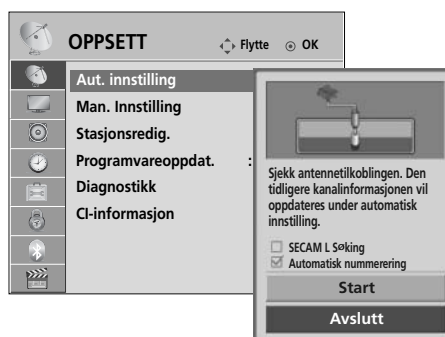 OPPSETT
Flytte OK
Aut. innstilling
Man. Innstilling
Stasjonsredig.
Programvareoppdat. :
Diagnostikk
CI-informasjon
Sjekk antennetilkoblingen. Den
tidligere kanalinformasjonen vil
oppdateres under automatisk
innstilling.
SECAM L Søking
Automatisk nummerering
Start
Avslutt